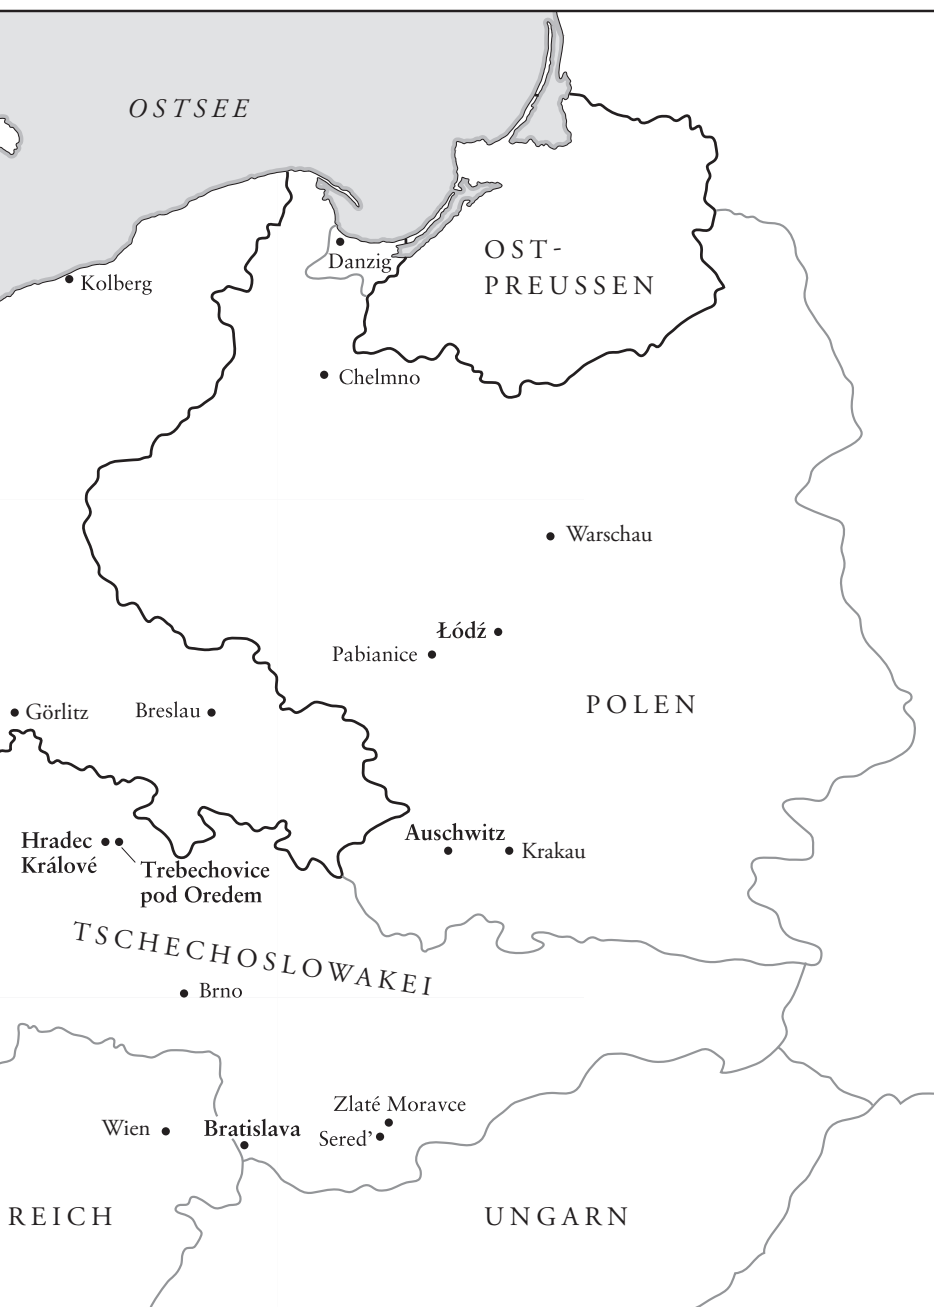 OSTSEE
Danzig
OST-
PREUSSEN
Kolberg
Chelmno
Warschau
Łódź
Pabianice
POLEN
Görlitz
Breslau
Auschwitz
Hradec
Králové
Krakau
Trebechovice
pod Oredem
TSCHECHOSLOWAKEI
Brno
Zlaté Moravce
Wien
Bratislava
Sered’
REICH
UNGARN